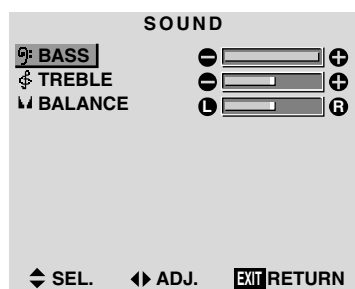 SOUND
BASS
TREBLE
BALANCE L R
SEL. ADJ. EXIT RETURN